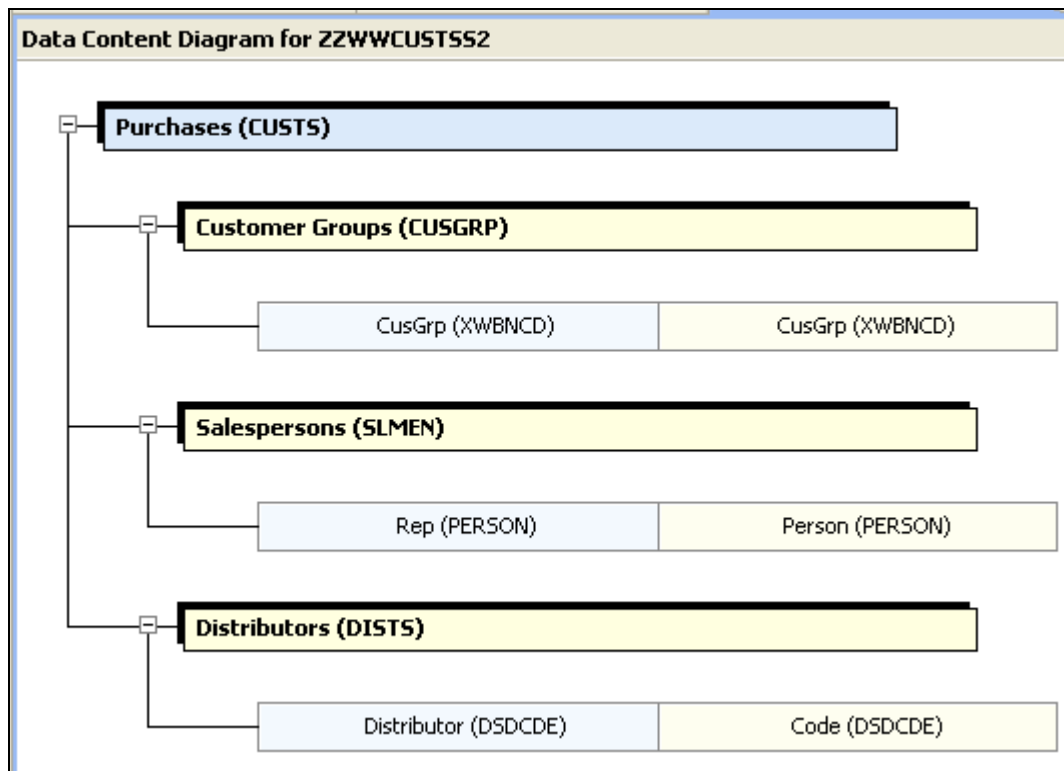 Data Content Diagram for ZZWWCUSTSS2
Purchases (CUSTS)
Customer Groups (CUSGRP)
CusGrp (XWBNCD) CusGrp (XWBNCD)
Salespersons (SLMEN)
Rep (PERSON) Person (PERSON)
Distributors (DISTS)
Distributor (DSDCDE) Code (DSDCDE)